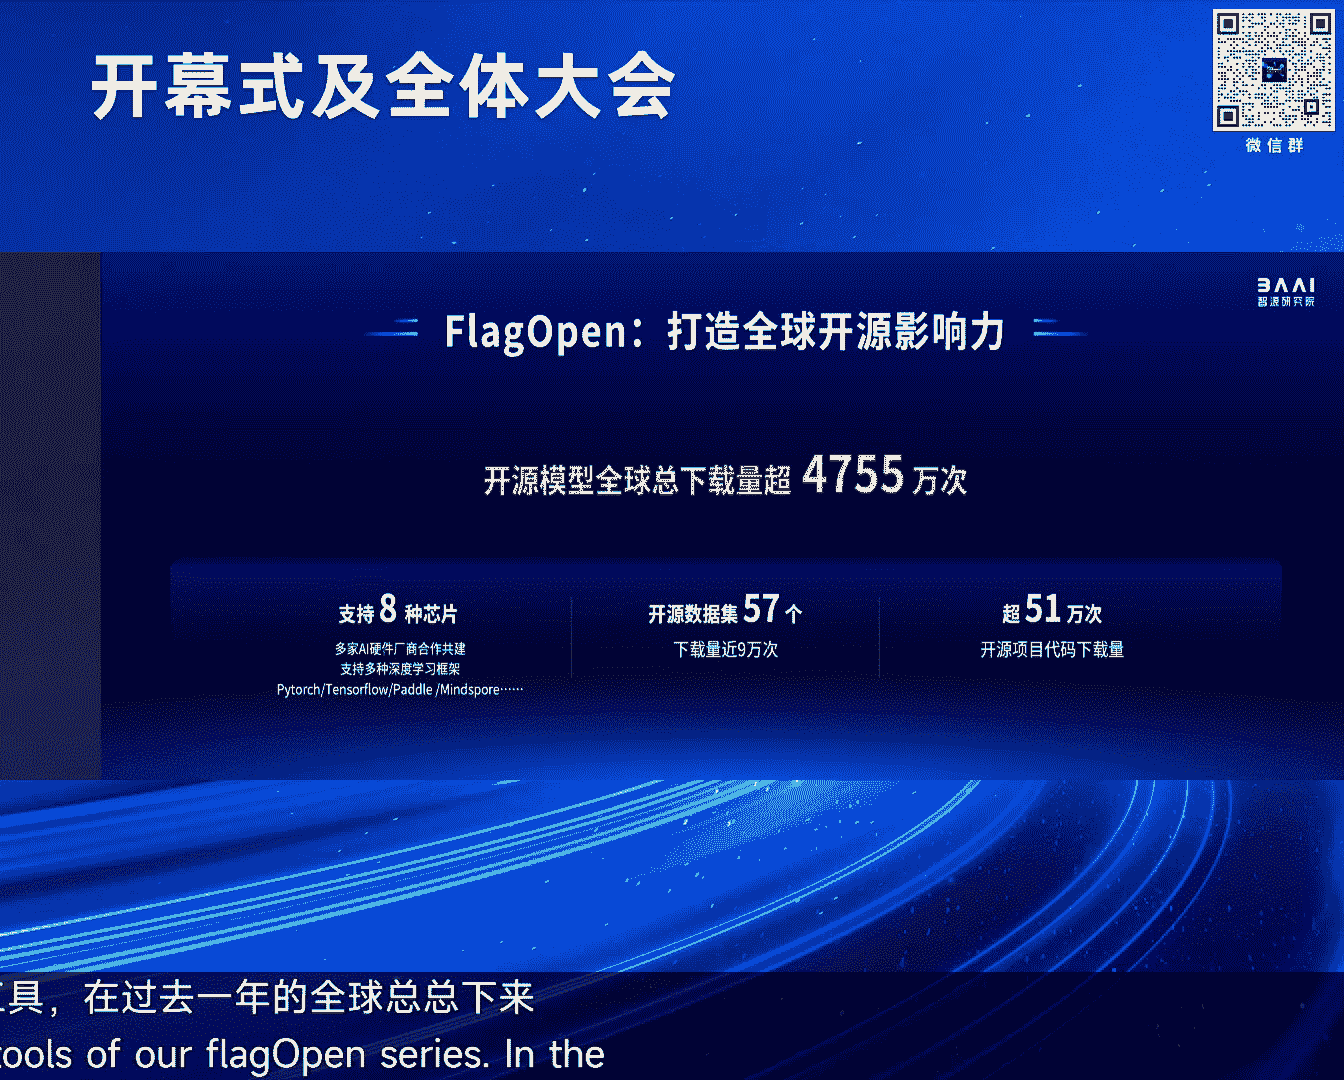 开幕式及全体大会
微信群
BAAI
智源研究院
FlagOpen：打造全球开源影响力
开源模型全球总下载量超 4755 万次
支持 8 种芯片
多家AI硬件厂商合作共建
支持多种深度学习框架
Pytorch/Tensorflow/Paddle /Mindspore……
开源数据集 57 个
下载量近9万次
超 51 万次
开源项目代码下载量
具，在过去一年的全球总总下来
ools of our flagOpen series. In the